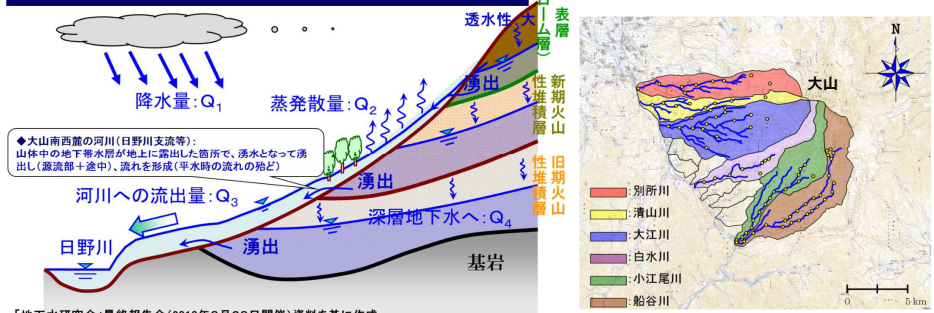 透水性:大
表層
ローム層)
降水量:Q₁
蒸発散量:Q₂
新期火山
性堆積層
◆大山南西麓の河川(日野川支流等):
山体中の地下帯水層が地上に露出した箇所で、湧水となって湧
出し(源流部+途中)、流れを形成(平水時の流れの殆ど)
湧出
湧出
旧期火山
性堆積層
河川への流出量:Q₃
深層地下水へ:Q₄
日野川
湧出
基岩
N
大山
:別所川
:清山川
:大江川
:白水川
:小江尾川
:船谷川
0 5 km